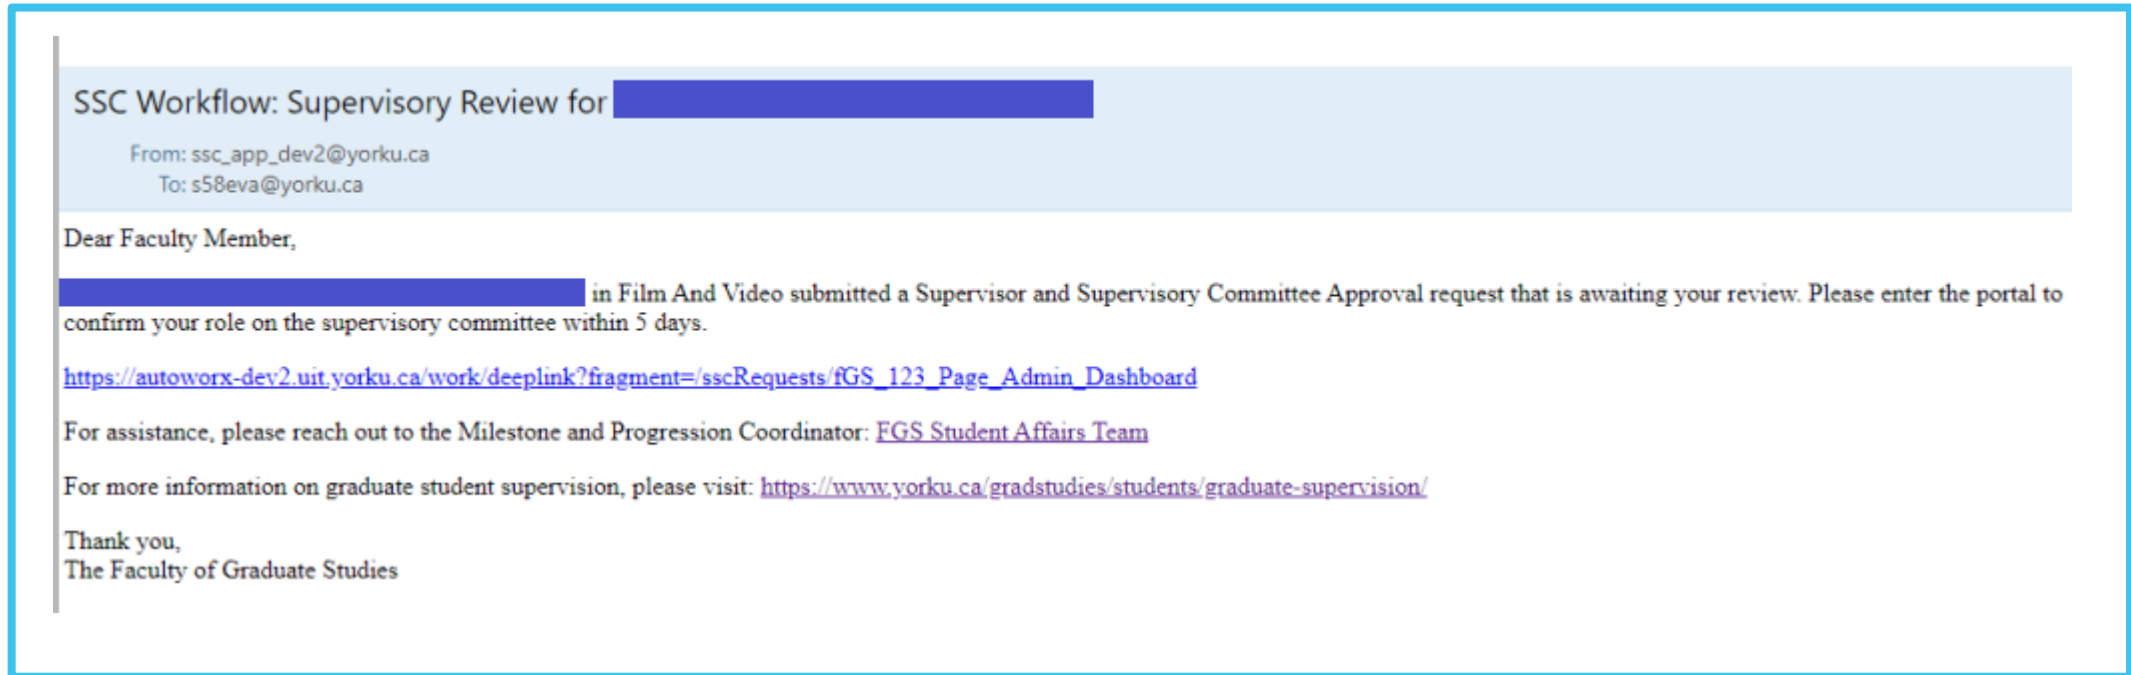 SSC Workflow: Supervisory Review for
From: ssc_app_dev2@yorku.ca
To: s58eva@yorku.ca
Dear Faculty Member,
in Film And Video submitted a Supervisor and Supervisory Committee Approval request that is awaiting your review. Please enter the portal to
confirm your role on the supervisory committee within 5 days.
https://autoworx-dev2.uit.yorku.ca/work/deeplink?fragment=/sscRequests/fGS_123_Page_Admin_Dashboard
For assistance, please reach out to the Milestone and Progression Coordinator: FGS Student Affairs Team
For more information on graduate student supervision, please visit: https://www.yorku.ca/gradstudies/students/graduate-supervision/
Thank you,
The Faculty of Graduate Studies